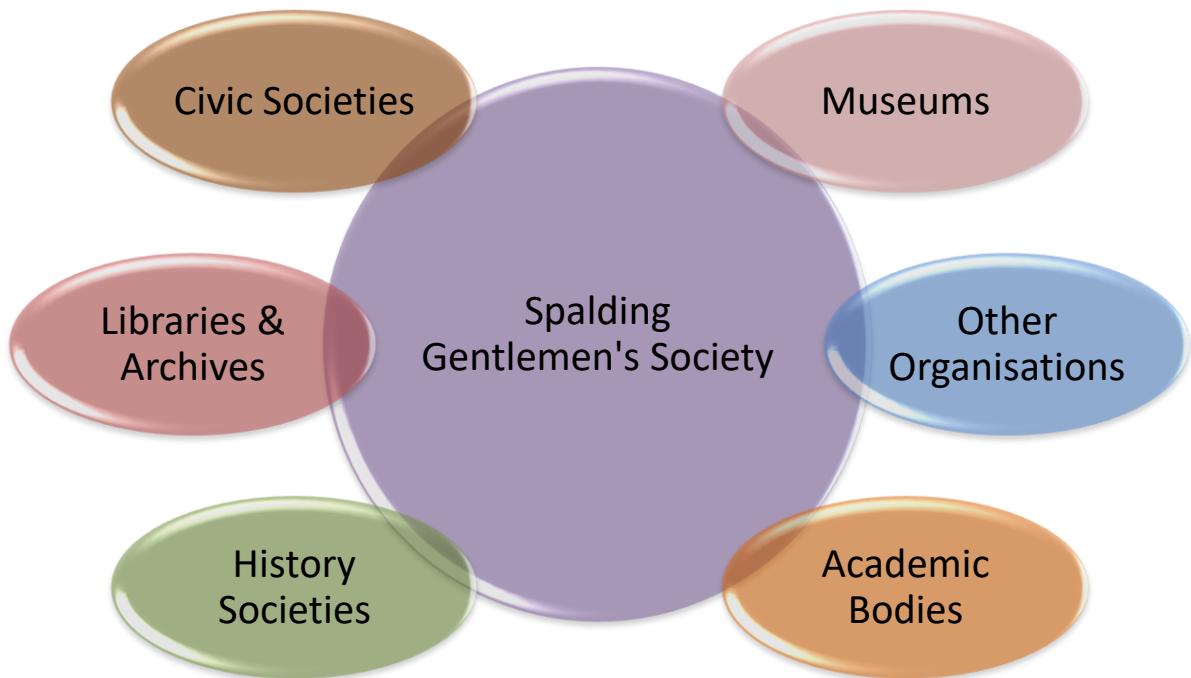 Civic Societies
Museums
Libraries &
Archives
Spalding
Gentlemen's Society
Other
Organisations
History
Societies
Academic
Bodies